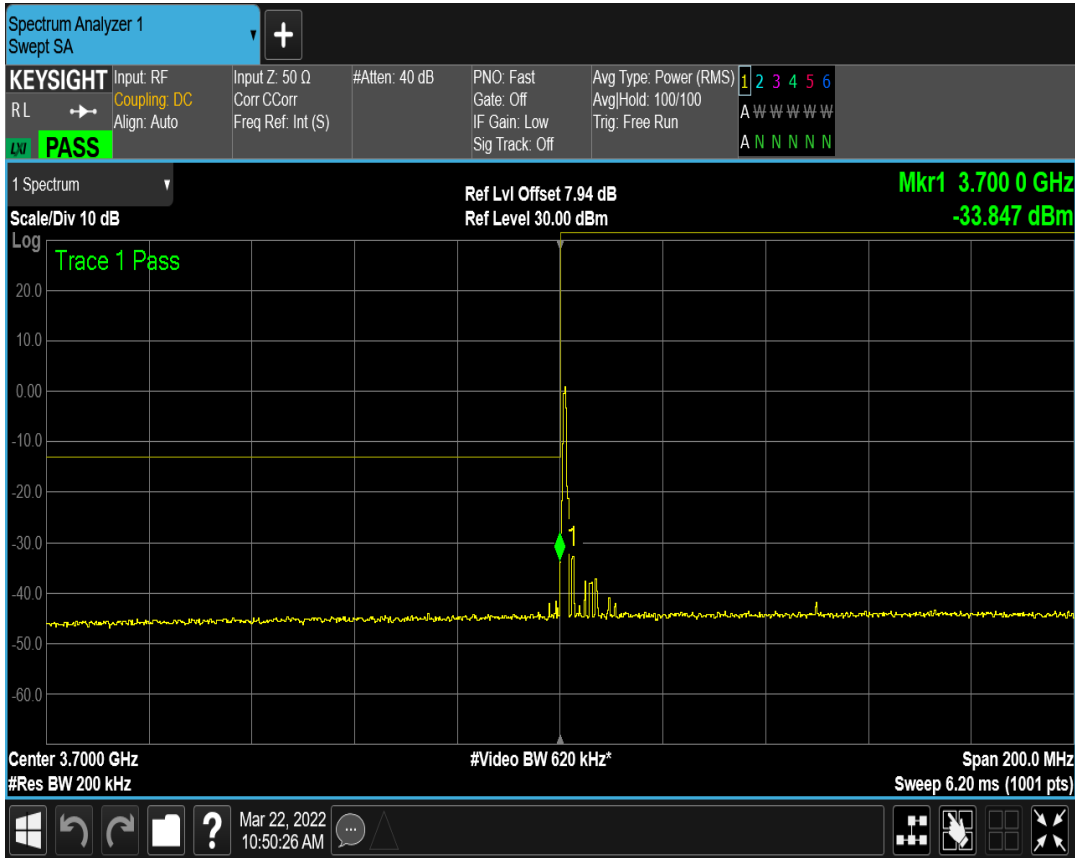 Spectrum Analyzer 1
Swept SA
+
KEYSIGHT Input: RF Input Z: 50 Ω #Atten: 40 dB PNO: Fast Avg Type: Power (RMS) 1 2 3 4 5 6
RL Coupling: DC Corr CCorr Gate: Off Avg|Hold: 100/100 A W W W W W
Align: Auto Freq Ref: Int (S) IF Gain: Low Trig: Free Run
LXI PASS Sig Track: Off A N N N N N
1 Spectrum Ref Lvl Offset 7.94 dB Mkr1 3.700 0 GHz
Scale/Div 10 dB Ref Level 30.00 dBm -33.847 dBm
Log
Trace 1 Pass
20.0
10.0
0.00
-10.0
-20.0
-30.0
1
-40.0
-50.0
-60.0
Center 3.7000 GHz #Video BW 620 kHz* Span 200.0 MHz
#Res BW 200 kHz Sweep 6.20 ms (1001 pts)
? Mar 22, 2022
10:50:26 AM